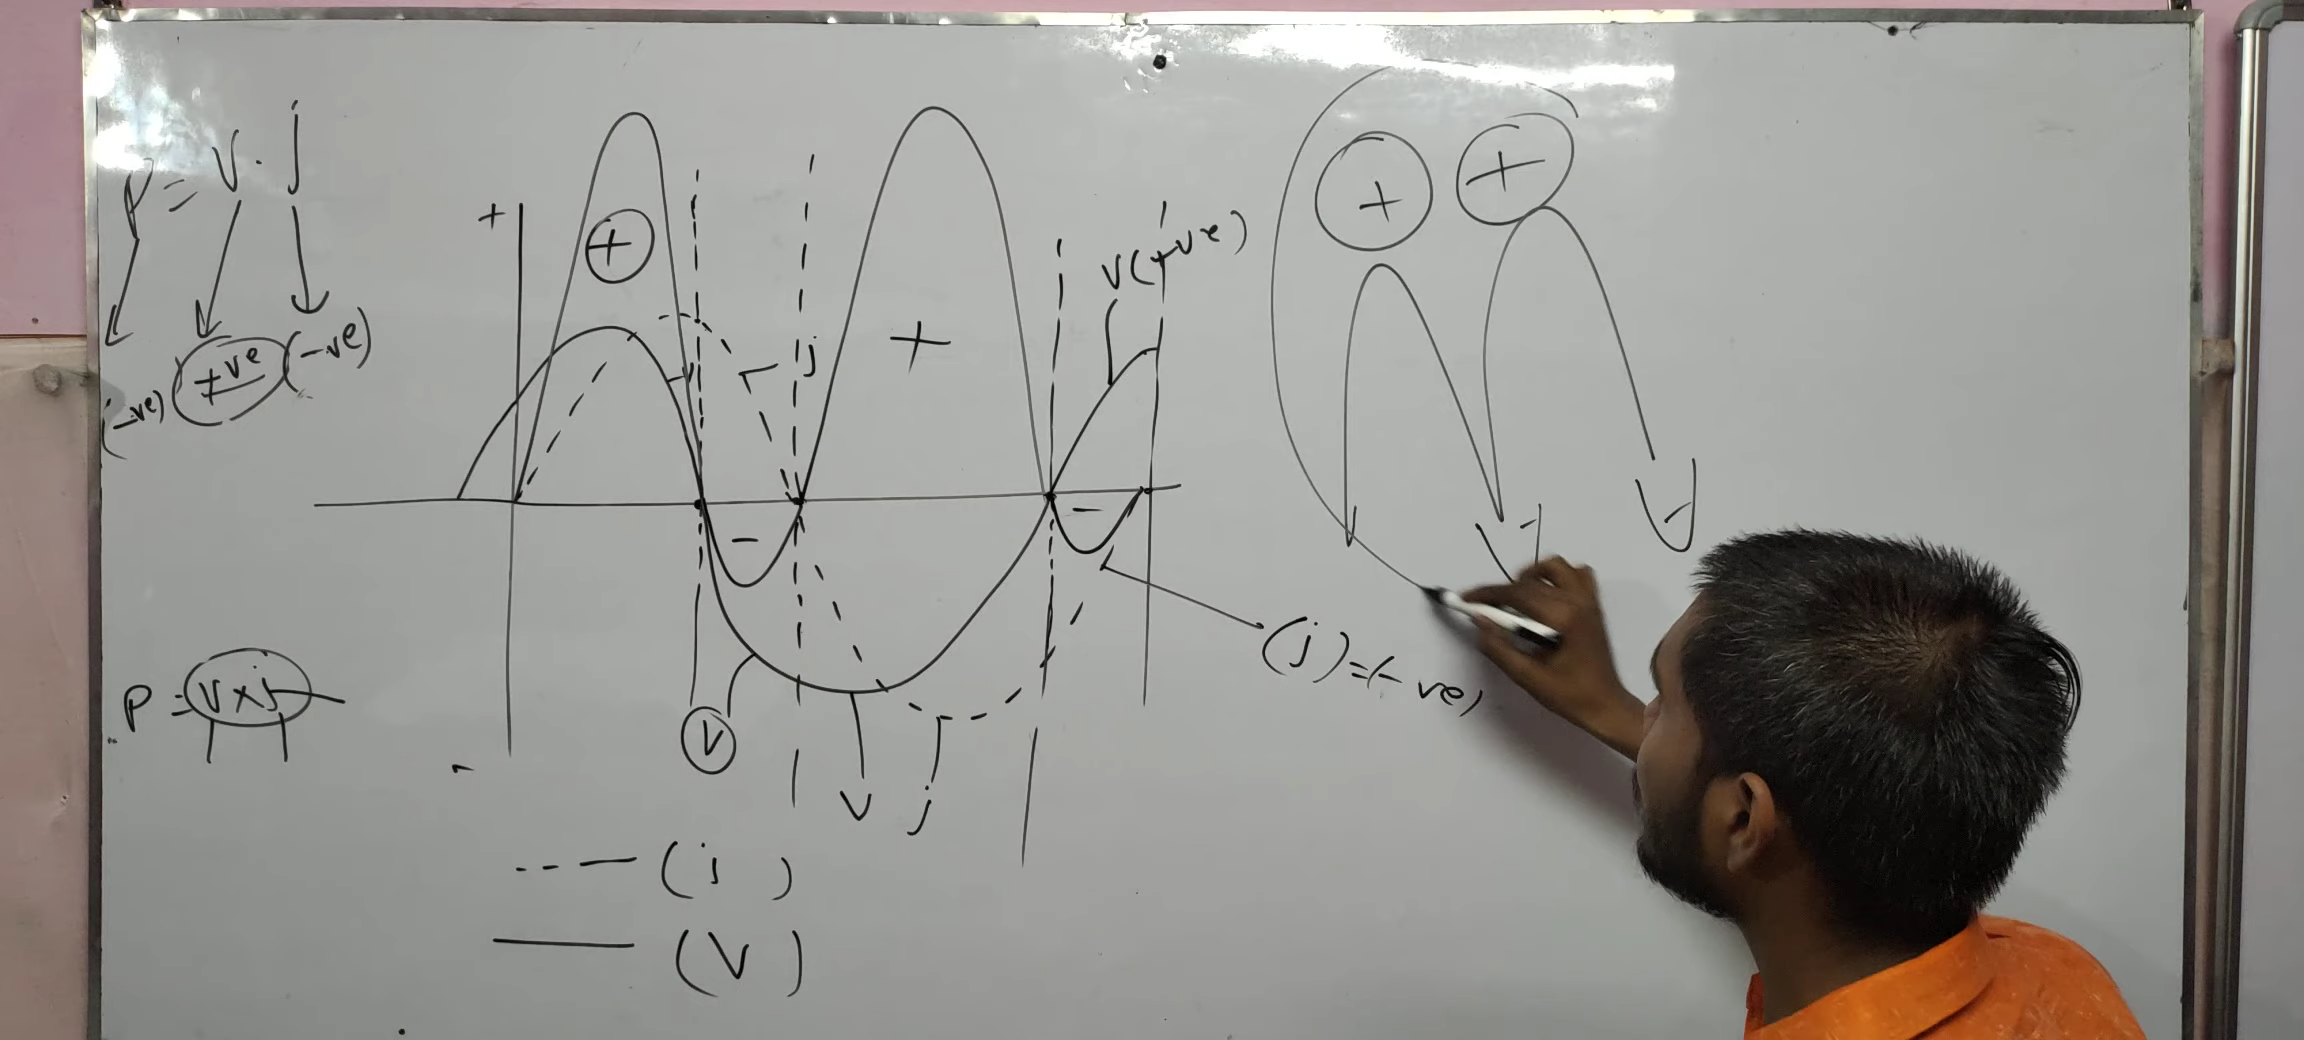 P = V . i
(-ve) +ve (-ve)
+
+
i
+
V(+ve)
+ +
-
-
-
-
(i) = (-ve)
P = V x i
V
V i
-
--- (i)
— (V)